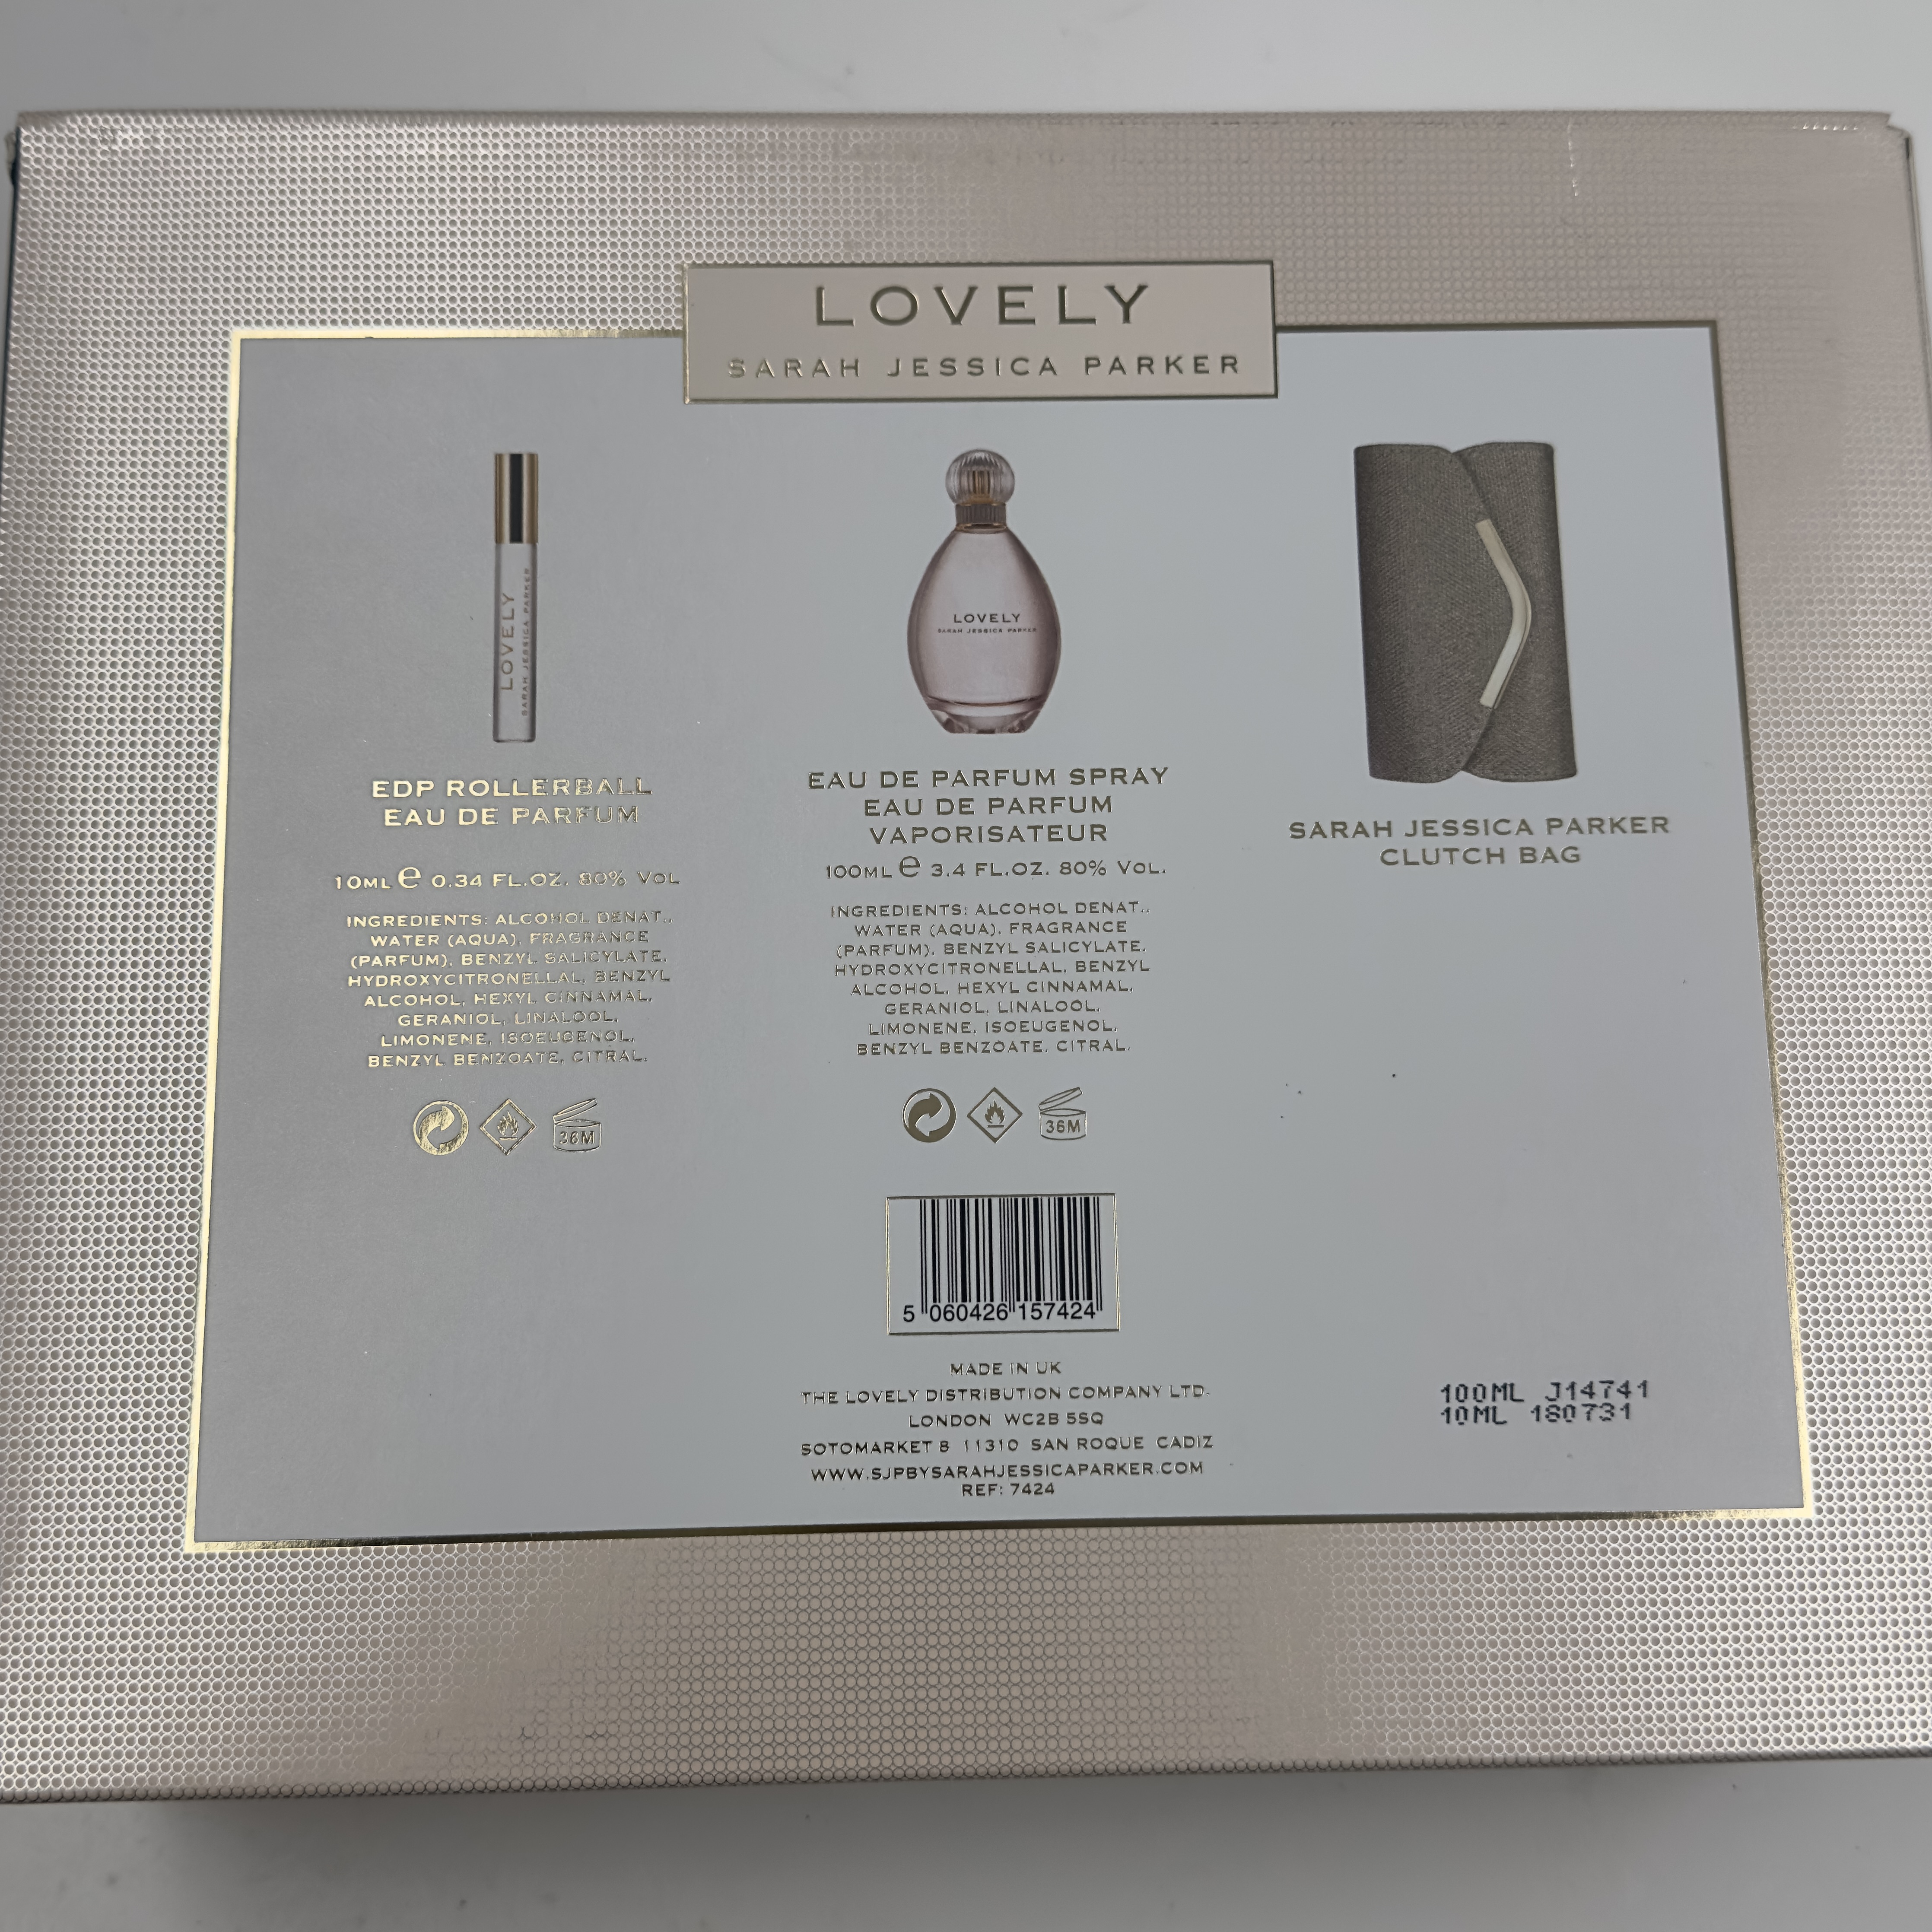 LOVELY
SARAH JESSICA PARKER
LOVELY
SARAH JESSICA PARKER
EDP ROLLERBALL
EAU DE PARFUM
10ML e 0.34 FL.OZ. 80% VOL
INGREDIENTS: ALCOHOL DENAT.,
WATER (AQUA), FRAGRANCE
(PARFUM), BENZYL SALICYLATE,
HYDROXYCITRONELLAL, BENZYL
ALCOHOL, HEXYL CINNAMAL,
GERANIOL, LINALOOL,
LIMONENE, ISOEUGENOL,
BENZYL BENZOATE, CITRAL.
36M
LOVELY
SARAH JESSICA PARKER
EAU DE PARFUM SPRAY
EAU DE PARFUM
VAPORISATEUR
100ML e 3.4 FL.OZ. 80% VOL.
INGREDIENTS: ALCOHOL DENAT.,
WATER (AQUA), FRAGRANCE
(PARFUM), BENZYL SALICYLATE,
HYDROXYCITRONELLAL, BENZYL
ALCOHOL, HEXYL CINNAMAL,
GERANIOL, LINALOOL,
LIMONENE, ISOEUGENOL,
BENZYL BENZOATE, CITRAL.
36M
SARAH JESSICA PARKER
CLUTCH BAG
5 060426 157424
MADE IN UK
THE LOVELY DISTRIBUTION COMPANY LTD.
LONDON WC2B 5SQ
SOTOMARKET 8 11310 SAN ROQUE CADIZ
WWW.SJPBYSARAHJESSICAPARKER.COM
REF: 7424
100ML J14741
10ML 180731